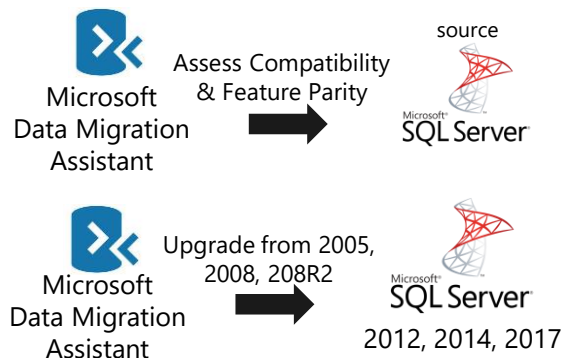 source
Assess Compatibility
& Feature Parity
Microsoft
Data Migration
Assistant
Microsoft®
SQL Server®
Upgrade from 2005,
2008, 208R2
Microsoft
Data Migration
Assistant
Microsoft®
SQL Server®
2012, 2014, 2017